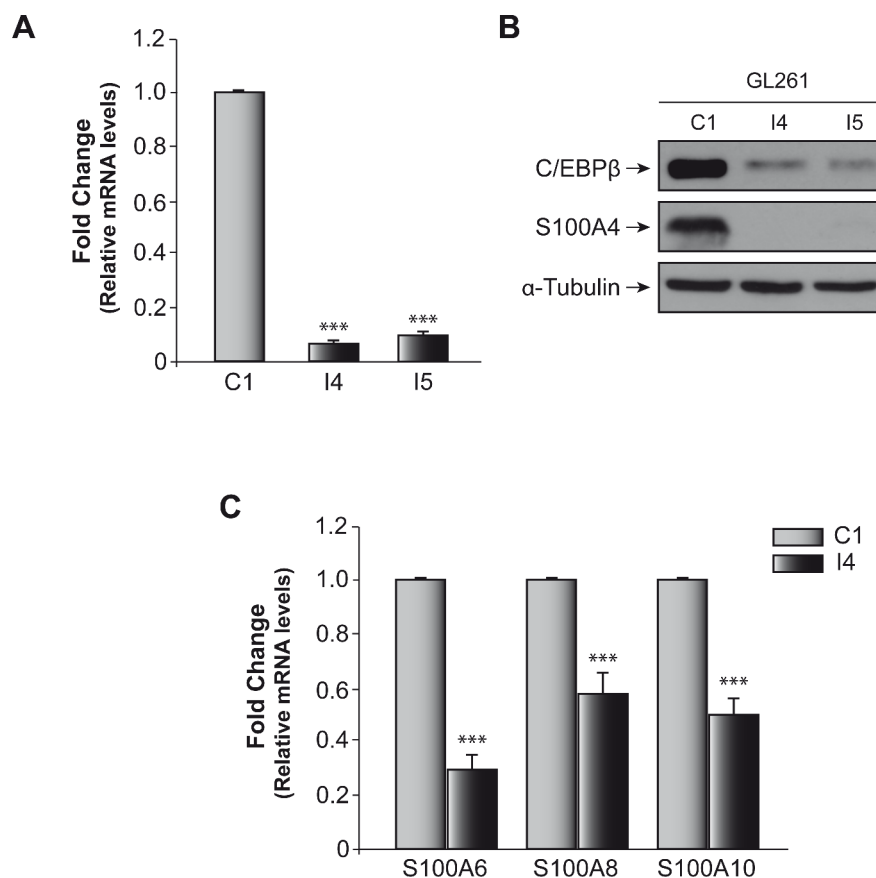 A
1.2
1.0
0.8
0.6
0.4
0.2
0
Fold Change
(Relative mRNA levels)
***
***
C1 I4 I5
B
GL261
C1 I4 I5
C/EBPβ
S100A4
α-Tubulin
C
1.2
1.0
0.8
0.6
0.4
0.2
0
Fold Change
(Relative mRNA levels)
C1
I4
***
***
***
S100A6 S100A8 S100A10